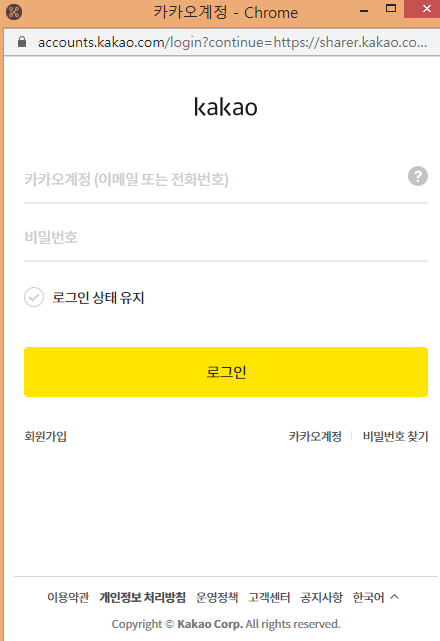 카카오계정 - Chrome
accounts.kakao.com/login?continue=https://sharer.kakao.co...
kakao
카카오계정 (이메일 또는 전화번호) ?
비밀번호
로그인 상태 유지
로그인
회원가입 카카오계정 | 비밀번호 찾기
이용약관 개인정보 처리방침 운영정책 고객센터 공지사항 한국어
Copyright © Kakao Corp. All rights reserved.